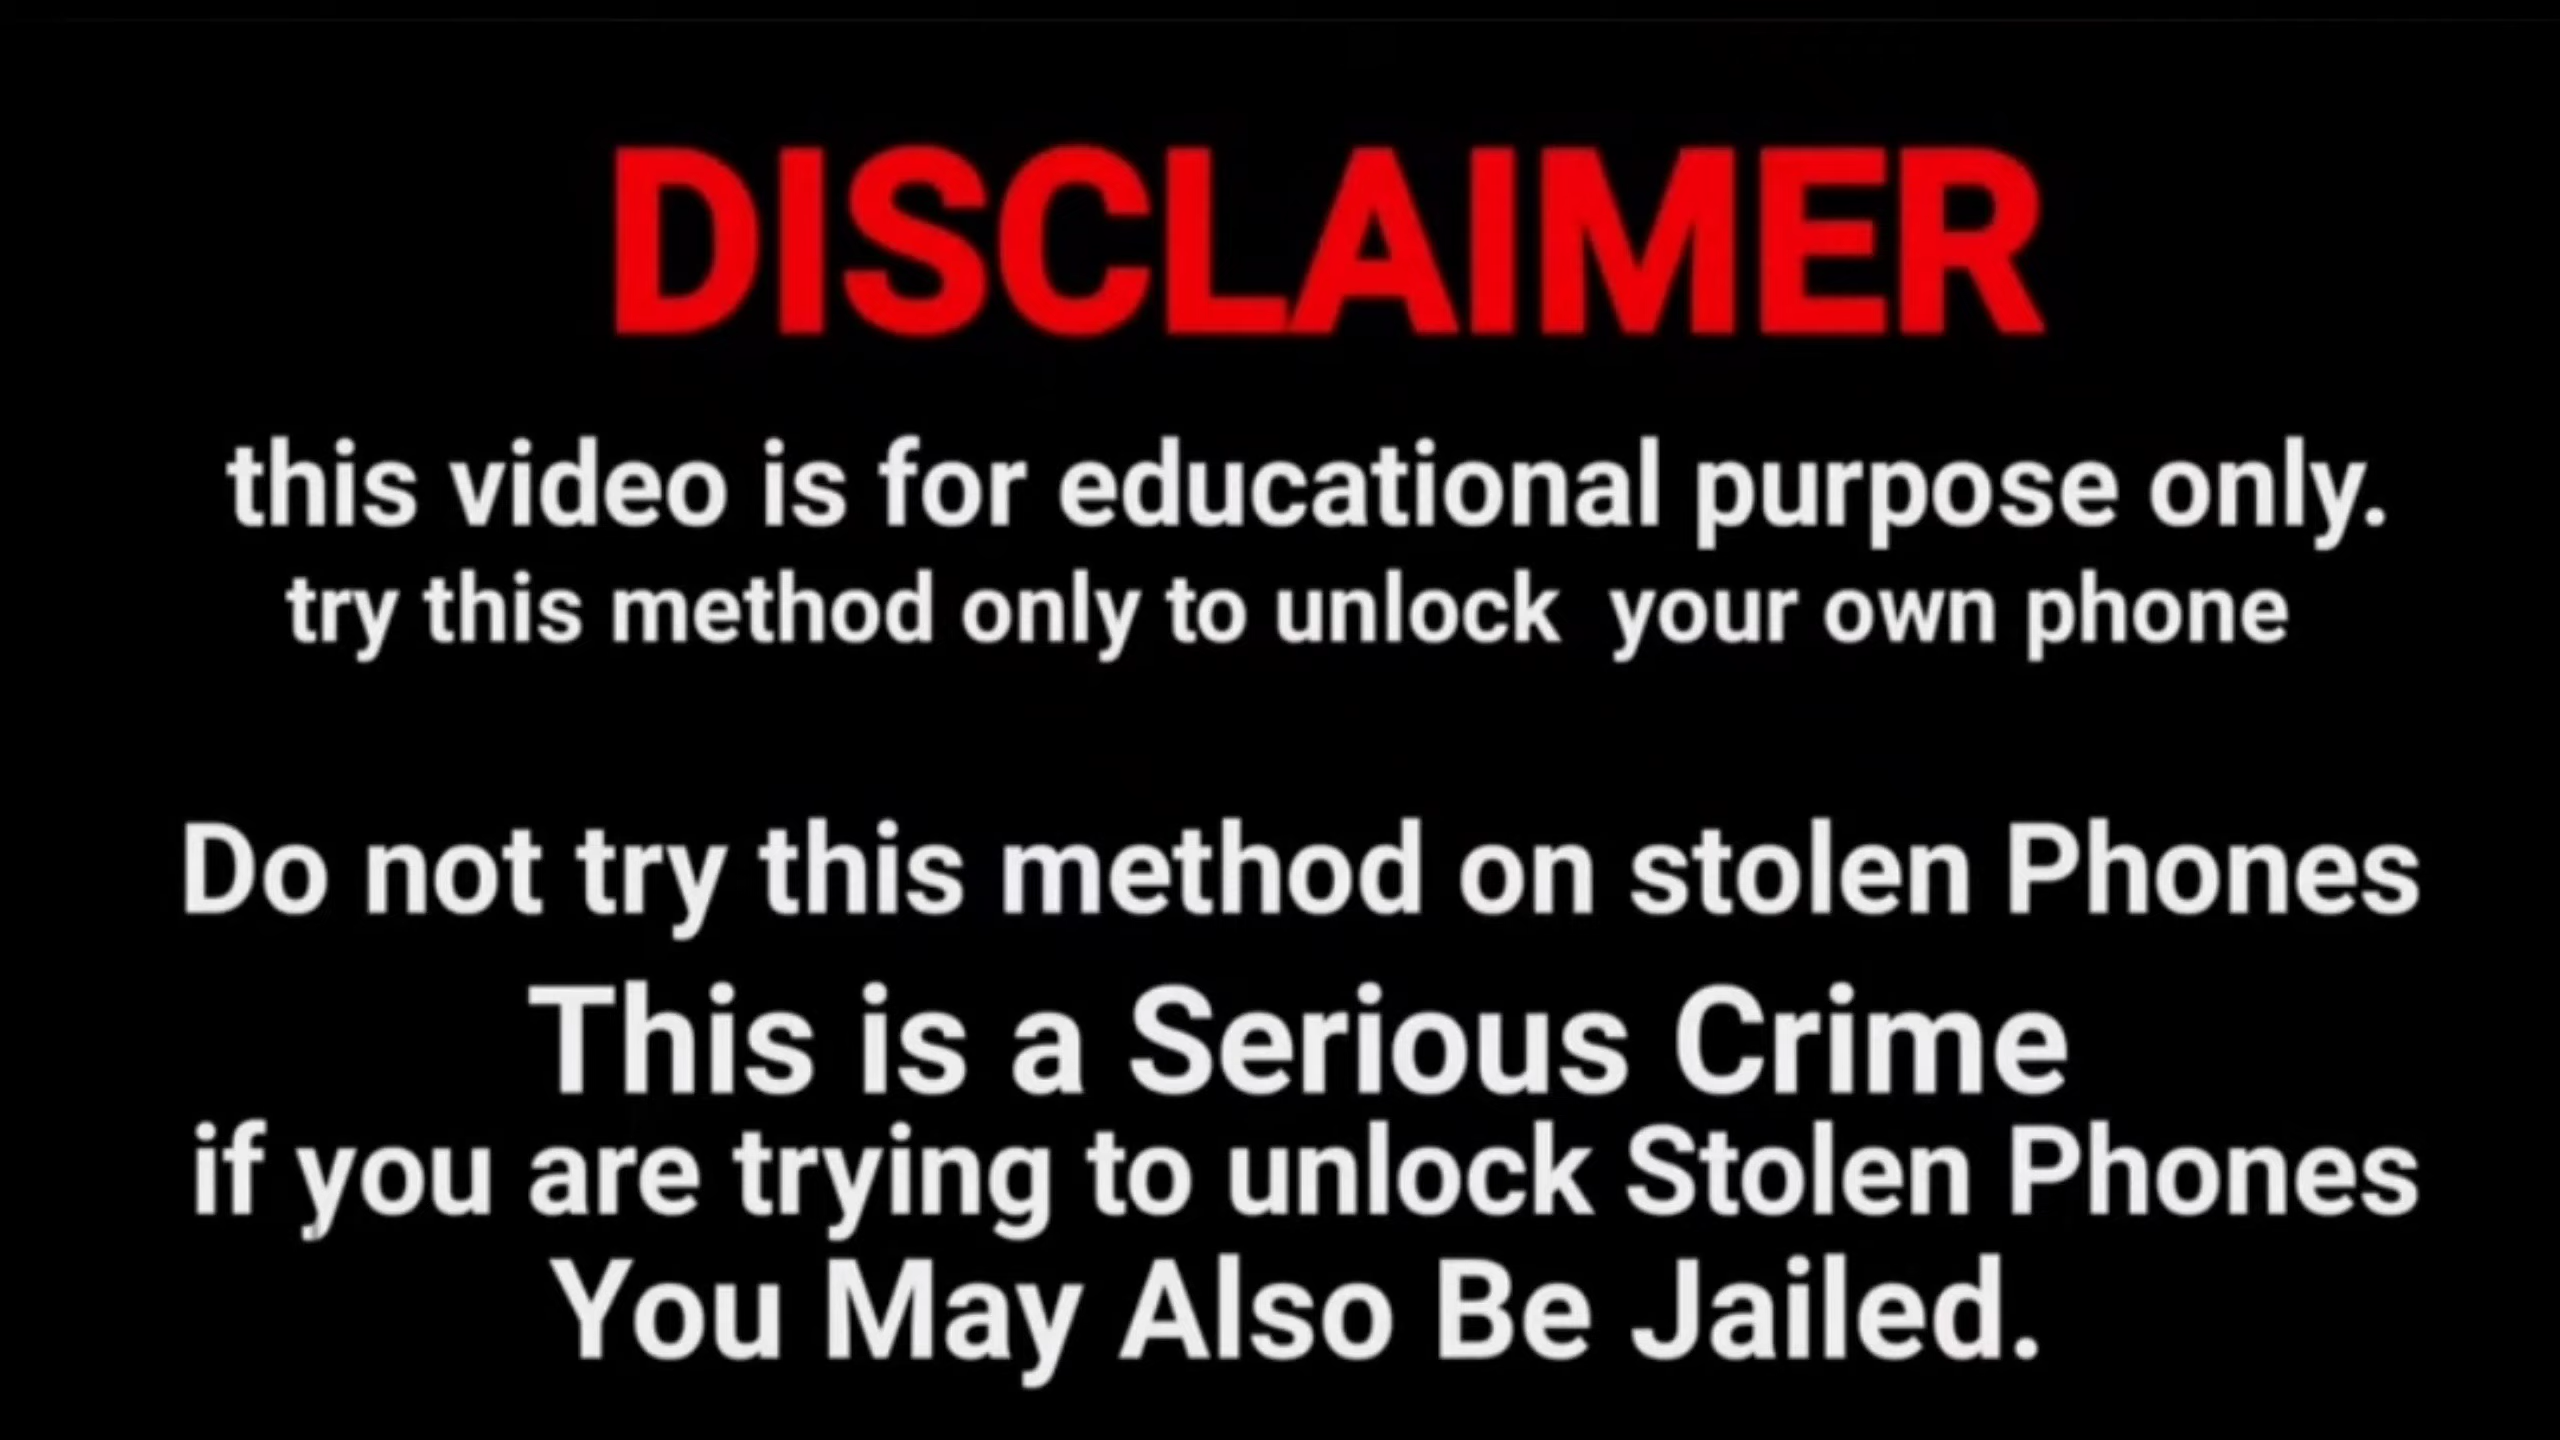 DISCLAIMER
this video is for educational purpose only.
try this method only to unlock  your own phone
Do not try this method on stolen Phones
This is a Serious Crime
if you are trying to unlock Stolen Phones
You May Also Be Jailed.